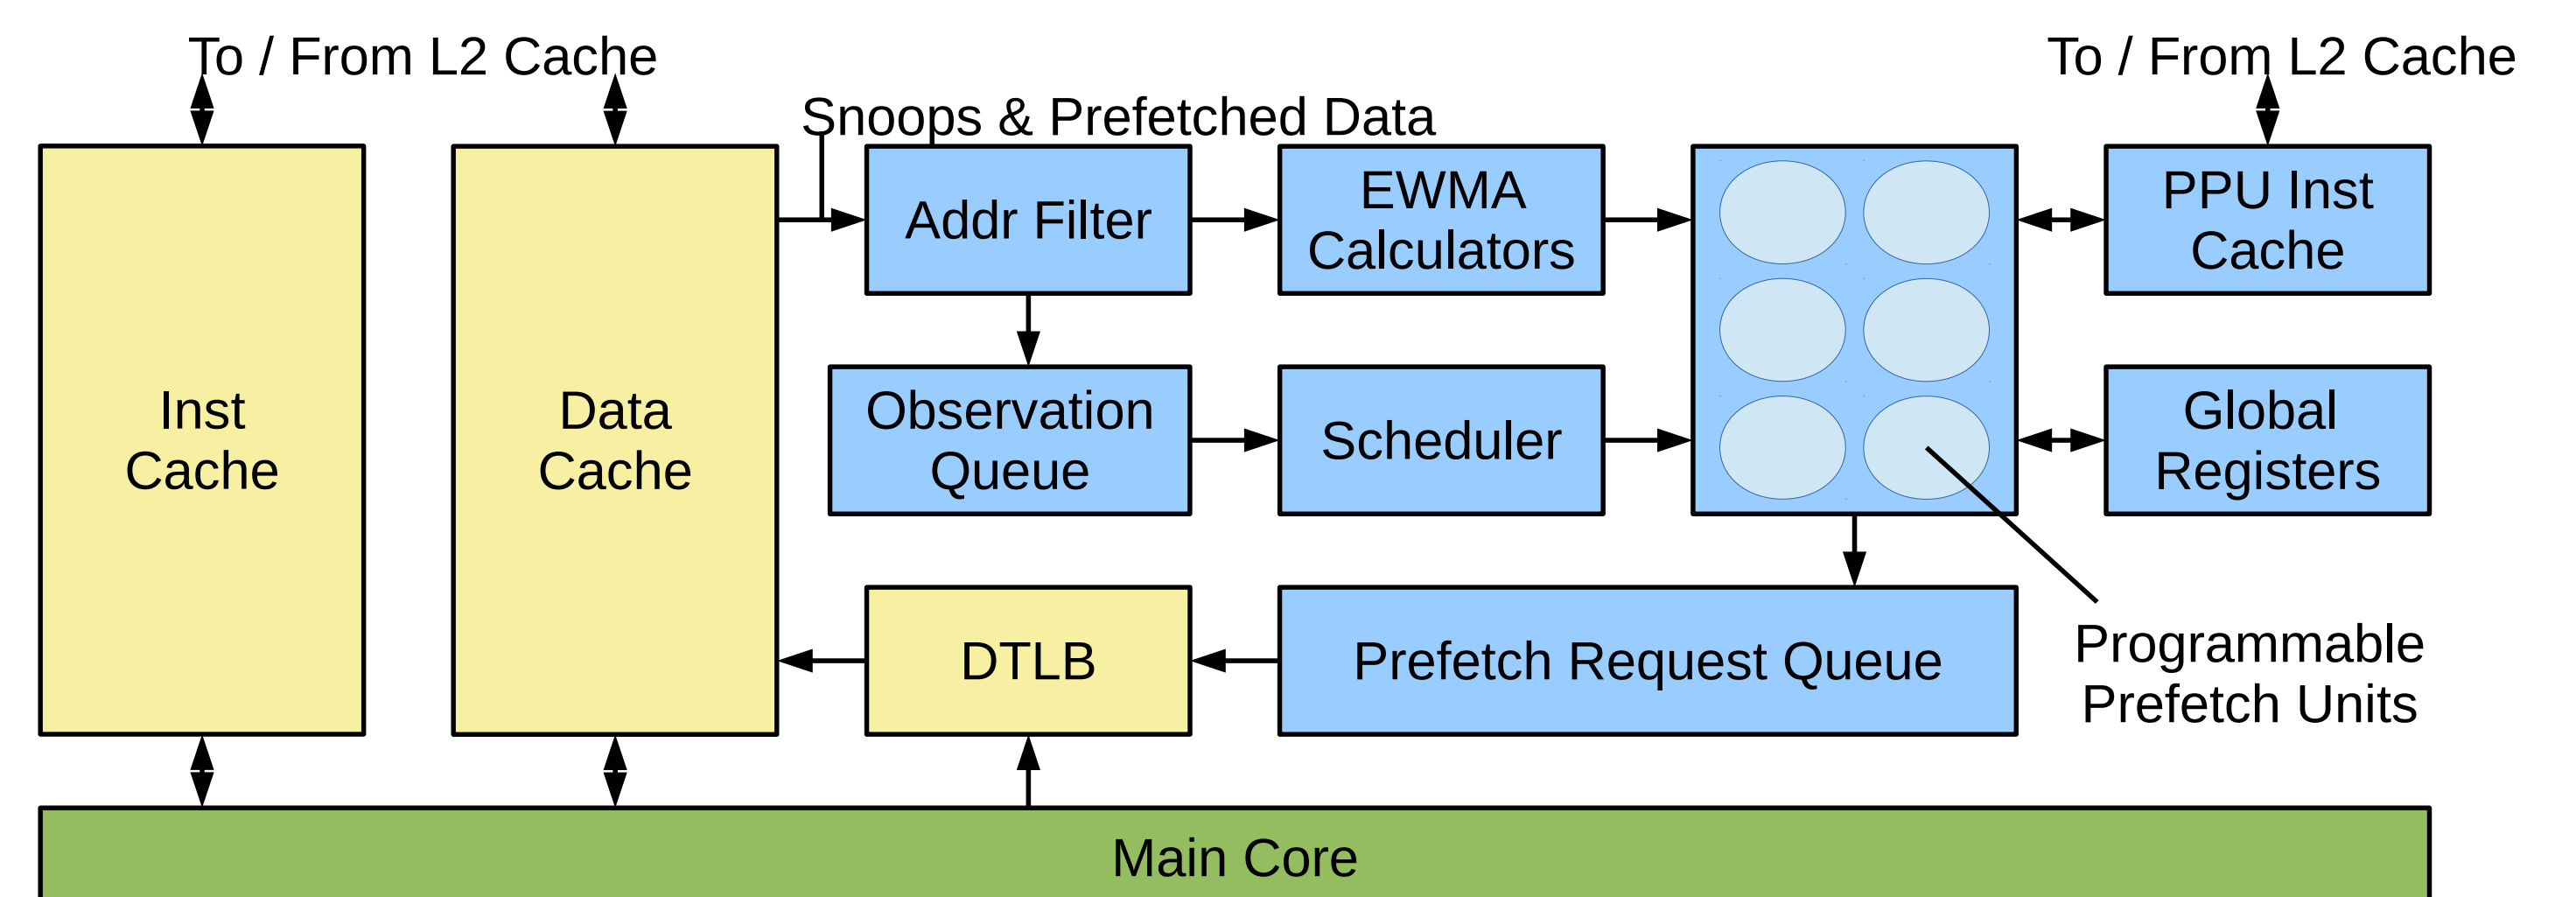 To / From L2 Cache
To / From L2 Cache
Snoops & Prefetched Data
Inst
Cache
Data
Cache
Addr Filter
EWMA
Calculators
PPU Inst
Cache
Observation
Queue
Scheduler
Global
Registers
DTLB
Prefetch Request Queue
Programmable
Prefetch Units
Main Core